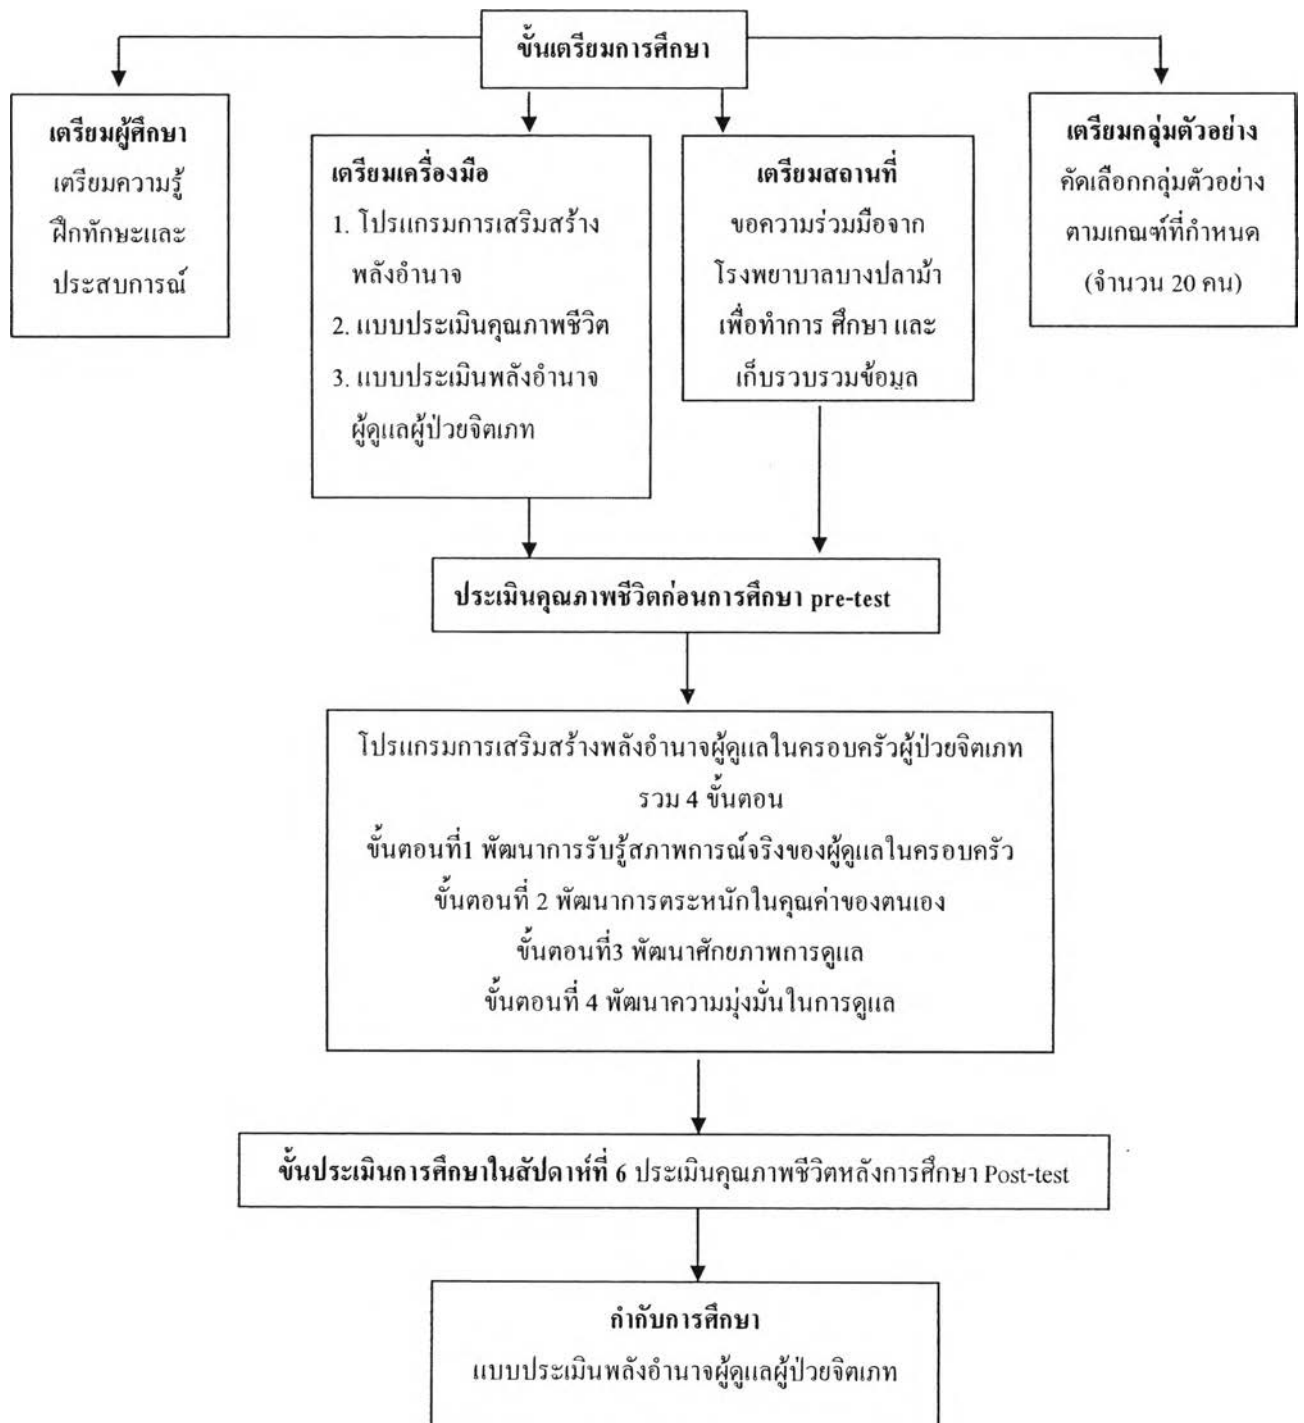 ขั้นเตรียมการศึกษา
เตรียมผู้ศึกษา
เตรียมความรู้
ฝึกทักษะและ
ประสบการณ์
เตรียมเครื่องมือ
1. โปรแกรมการเสริมสร้าง
พลังอำนาจ
2. แบบประเมินคุณภาพชีวิต
3. แบบประเมินพลังอำนาจ
ผู้ดูแลผู้ป่วยจิตเภท
เตรียมสถานที่
ขอความร่วมมือจาก
โรงพยาบาลบางปลาม้า
เพื่อทำการ ศึกษา และ
เก็บรวบรวมข้อมูล
เตรียมกลุ่มตัวอย่าง
คัดเลือกกลุ่มตัวอย่าง
ตามเกณฑ์ที่กำหนด
(จำนวน 20 คน)
ประเมินคุณภาพชีวิตก่อนการศึกษา pre-test
โปรแกรมการเสริมสร้างพลังอำนาจผู้ดูแลในครอบครัวผู้ป่วยจิตเภท
รวม 4 ขั้นตอน
ขั้นตอนที่1 พัฒนาการรับรู้สภาพการณ์จริงของผู้ดูแลในครอบครัว
ขั้นตอนที่ 2 พัฒนาการตระหนักในคุณค่าของตนเอง
ขั้นตอนที่3 พัฒนาศักยภาพการดูแล
ขั้นตอนที่ 4 พัฒนาความมุ่งมั่นในการดูแล
ขั้นประเมินการศึกษาในสัปดาห์ที่ 6 ประเมินคุณภาพชีวิตหลังการศึกษา Post-test
กำกับการศึกษา
แบบประเมินพลังอำนาจผู้ดูแลผู้ป่วยจิตเภท